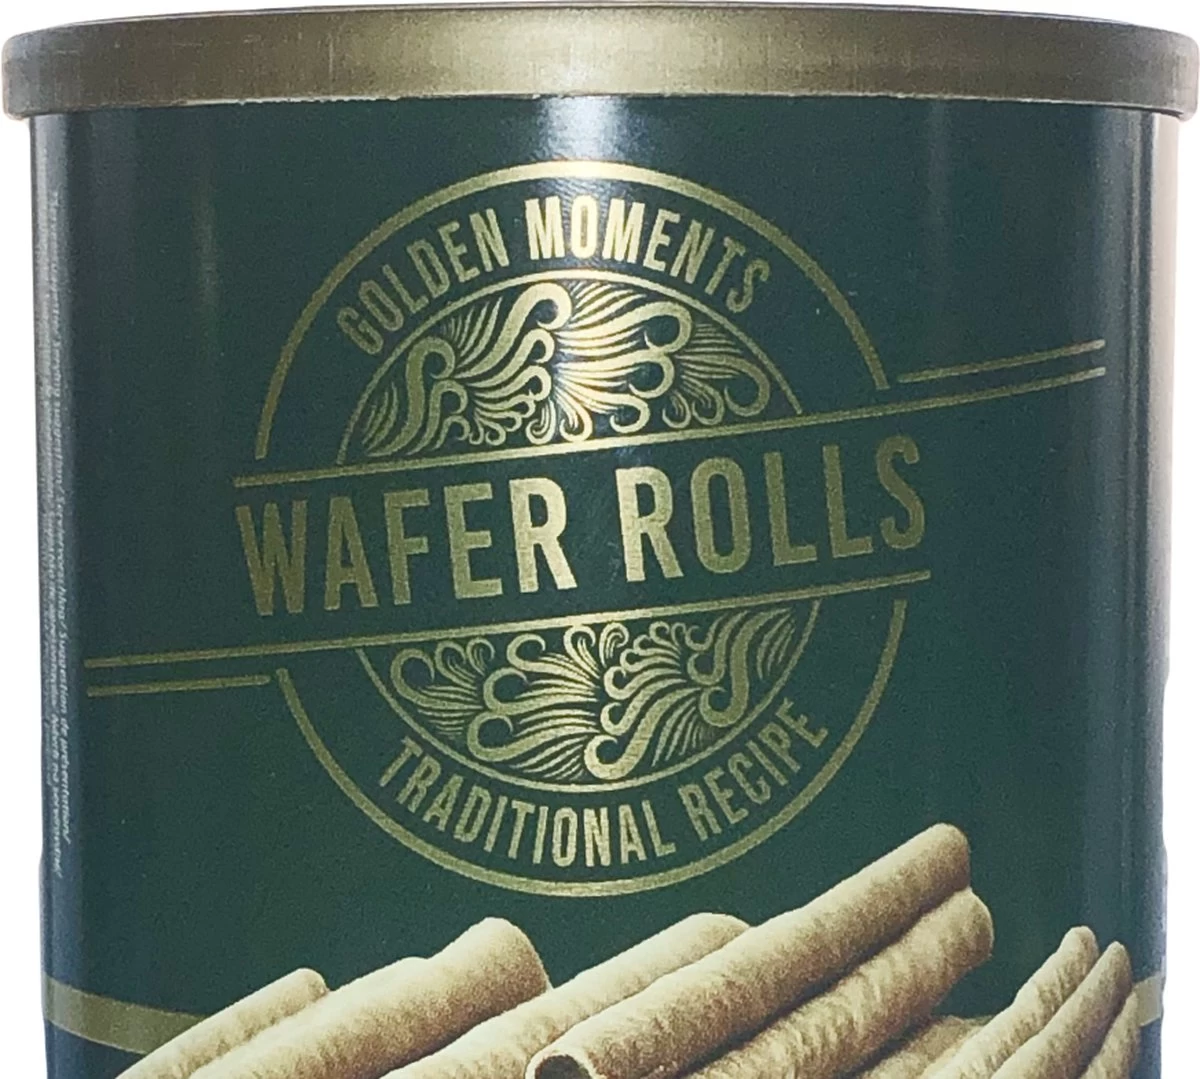 GOLDEN MOMENTS
WAFER ROLLS
TRADITIONAL RECIPE